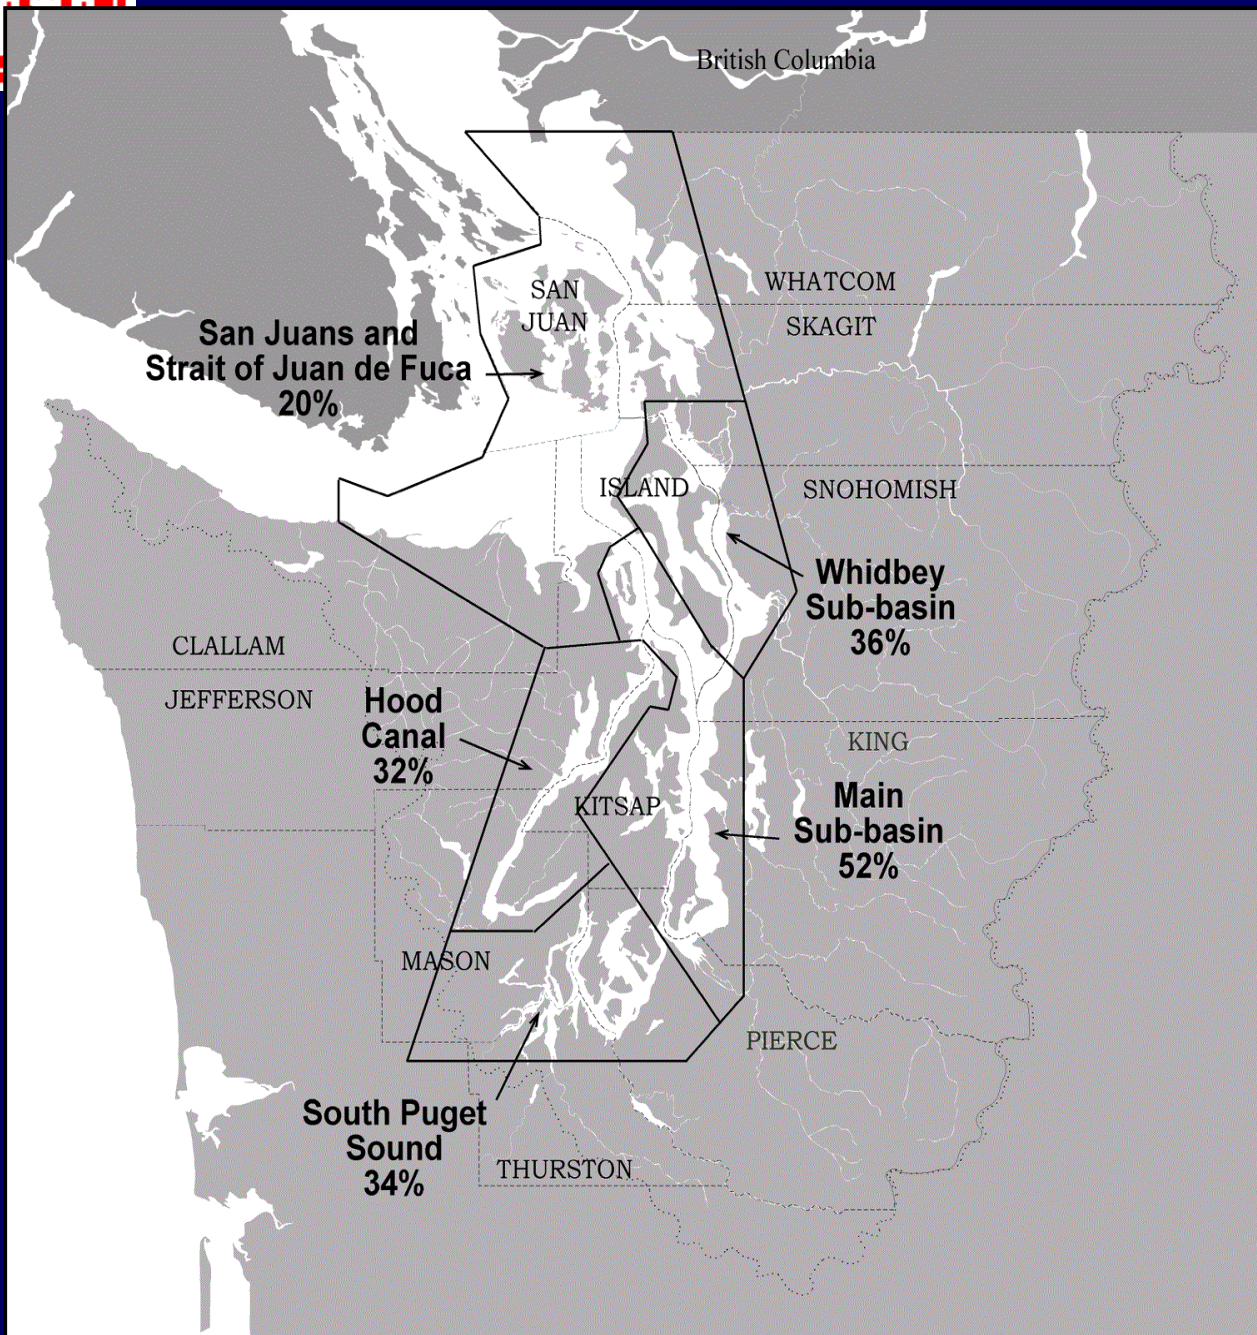 British Columbia
WHATCOM
SAN
JUAN
SKAGIT
San Juans and
Strait of Juan de Fuca
20%
ISLAND
SNOHOMISH
Whidbey
Sub-basin
36%
CLALLAM
JEFFERSON
Hood
Canal
32%
KING
KITSAP
Main
Sub-basin
52%
MASON
PIERCE
South Puget
Sound
34%
THURSTON